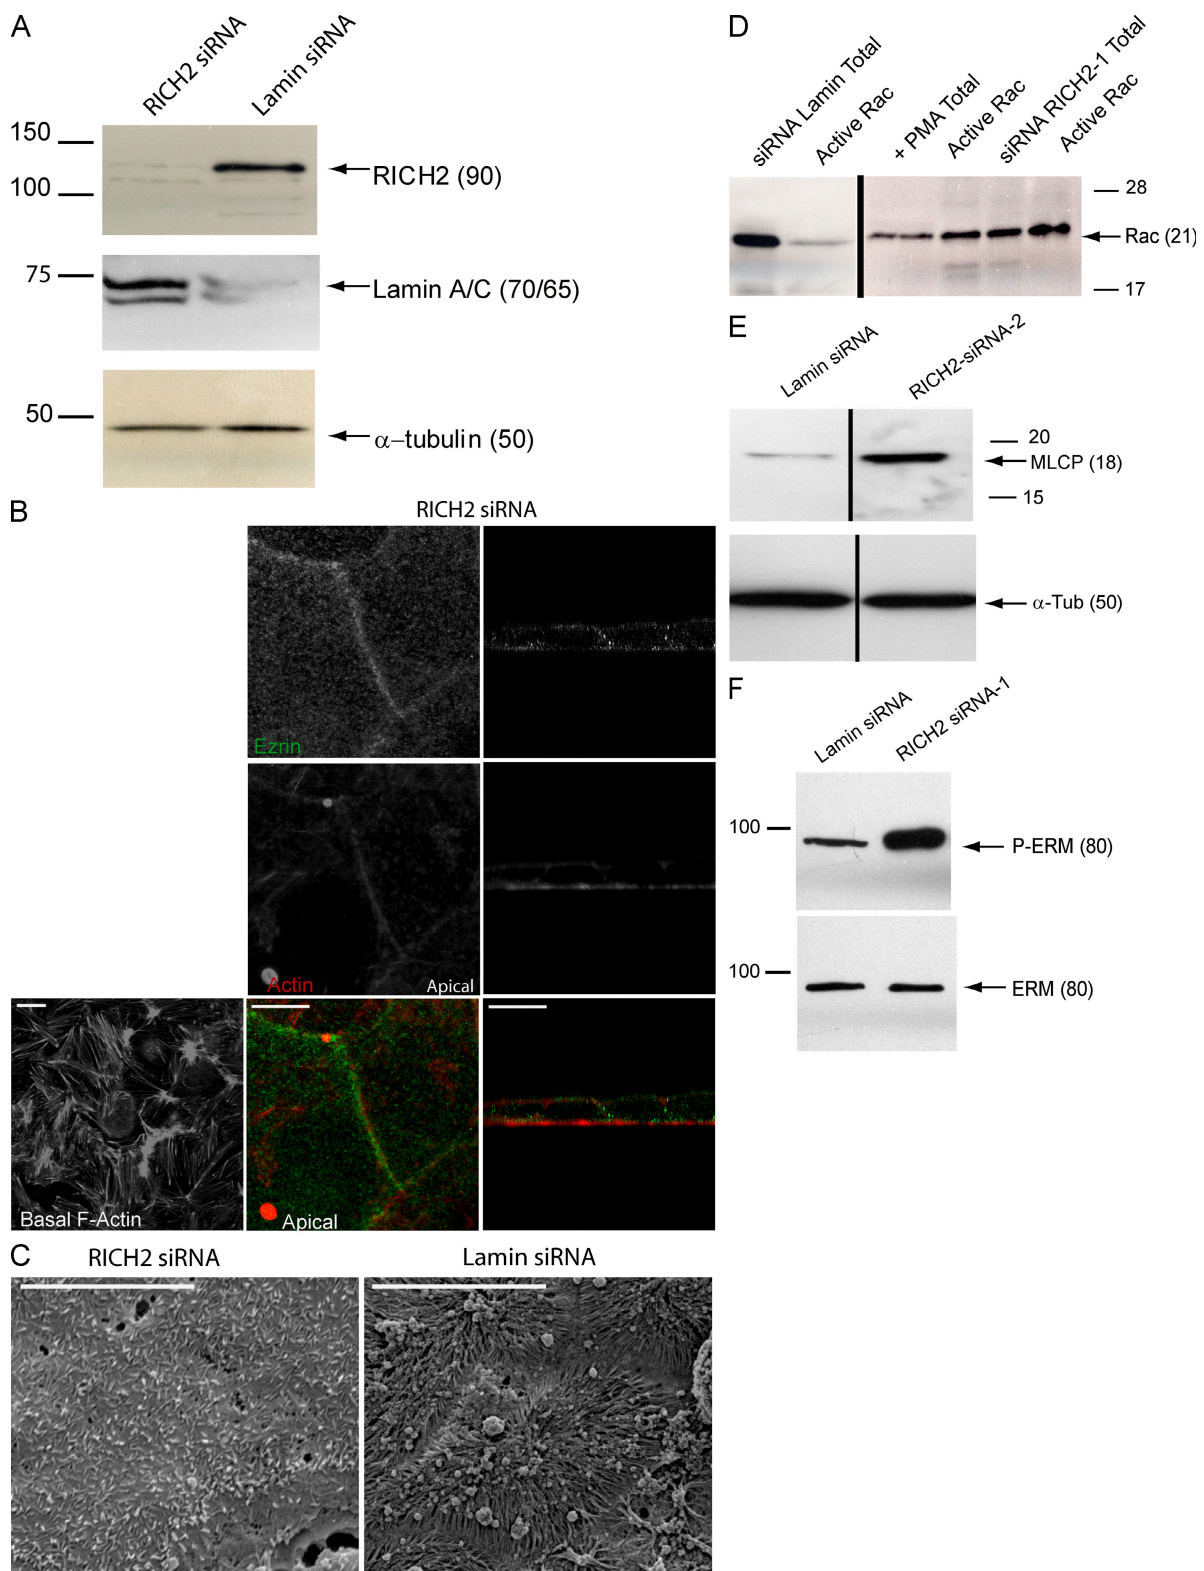 A
RICH2 siRNA
Lamin siRNA
150
100
RICH2 (90)
75
Lamin A/C (70/65)
50
α–tubulin (50)
B
RICH2 siRNA
Ezrin
Actin
Apical
Basal F-Actin
Apical
C
RICH2 siRNA
Lamin siRNA
D
siRNA Lamin Total
Active Rac
+ PMA Total
Active Rac
siRNA RICH2-1 Total
Active Rac
28
Rac (21)
17
E
Lamin siRNA
RICH2-siRNA-2
20
MLCP (18)
15
α-Tub (50)
F
Lamin siRNA
RICH2 siRNA-1
100
P-ERM (80)
100
ERM (80)